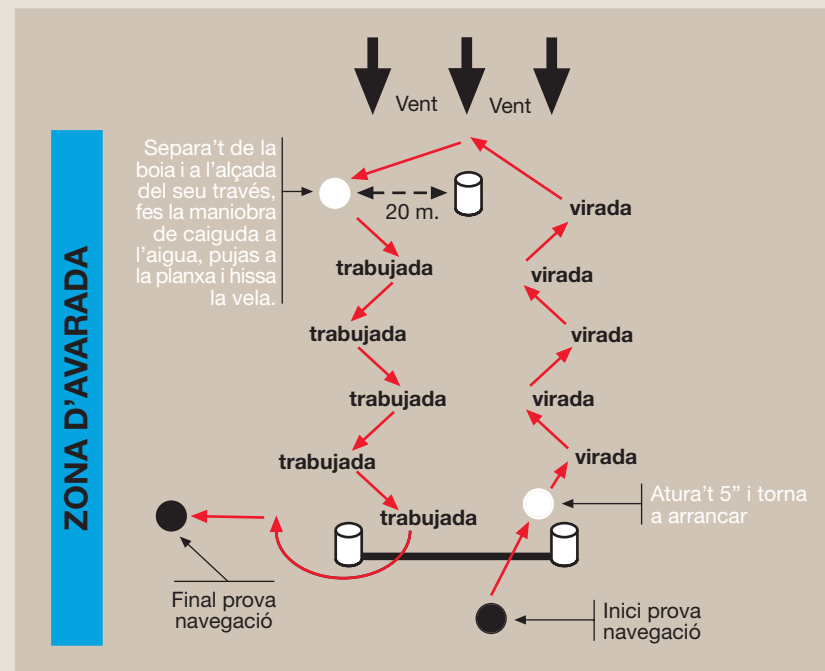 Vent
Vent
Separa't de la
boia i a l'alçada
del seu través,
fes la maniobra
de caiguda a
l'aigua, pujas a
la planxa i hissa
la vela.
20 m.
virada
trabujada
virada
trabujada
virada
trabujada
virada
trabujada
virada
trabujada
Atura't 5” i torna
a arrancar
Final prova
navegació
Inici prova
navegació
ZONA D'AVARADA